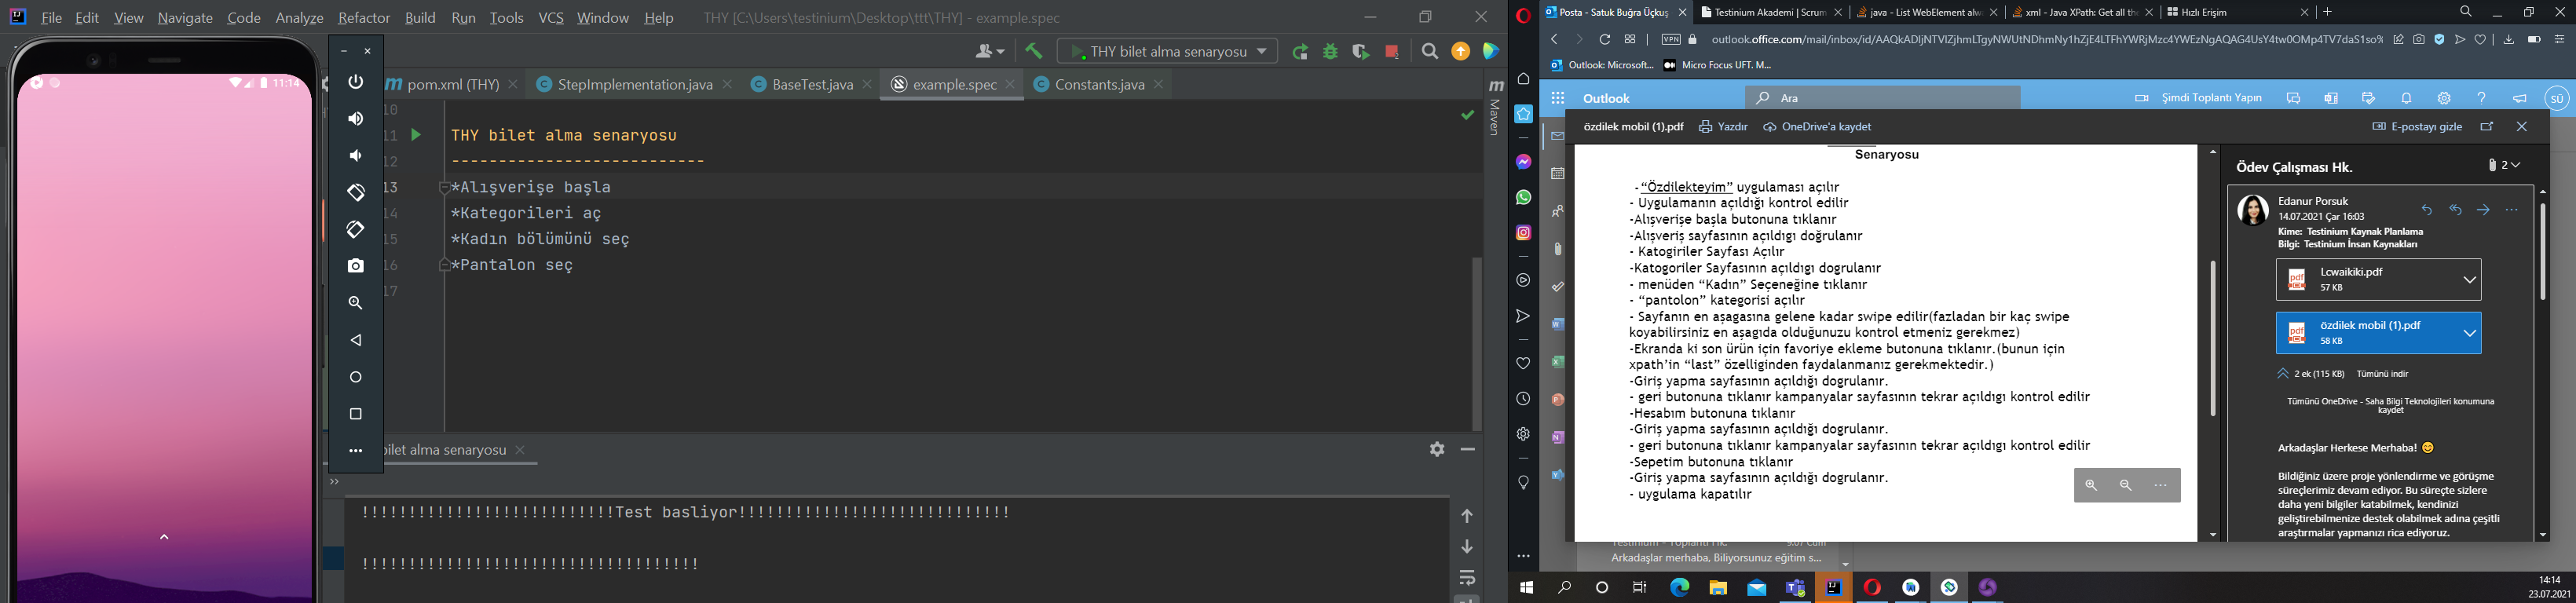 File Edit View Navigate Code Analyze Refactor Build Run Tools VCS Window Help THY [C:\Users\testinium\Desktop\ttt\THY] - example.spec
THY bilet alma senaryosu
pom.xml (THY) StepImplementation.java BaseTest.java example.spec Constants.java
Maven
11:14
10
11 THY bilet alma senaryosu
12 ---------------------------
13 *Alışverişe başla
14 *Kategorileri aç
15 *Kadın bölümünü seç
16 *Pantalon seç
17
bilet alma senaryosu
!!!!!!!!!!!!!!!!!!!!!!!!!!!Test basliyor!!!!!!!!!!!!!!!!!!!!!!!!!!!!!
!!!!!!!!!!!!!!!!!!!!!!!!!!!!!!!!!!!!
Posta - Satuk Buğra Üçkuş Testinium Akademi | Scrum java - List WebElement alw xml - Java XPath: Get all the Hızlı Erişim
VPN outlook.office.com/mail/inbox/id/
Outlook: Microsoft... Micro Focus UFT. M...
Outlook Ara Şimdi Toplantı Yapın SÜ
özdilek mobil (1).pdf Yazdır OneDrive'a kaydet E-postayı gizle
Senaryosu
-“Özdilekteyim” uygulaması açılır
- Uygulamanın açıldığı kontrol edilir
-Alışverişe başla butonuna tıklanır
-Alışveriş sayfasının açıldıgı doğrulanır
- Katogiriler Sayfası Açılır
-Katogoriler Sayfasının açıldıgı dogrulanır
- menüden “Kadın” Seçeneğine tıklanır
- “pantolon” kategorisi açılır
- Sayfanın en aşagasına gelene kadar swipe edilir(fazladan bir kaç swipe
koyabilirsiniz en aşagıda olduğunuzu kontrol etmeniz gerekmez)
-Ekranda ki son ürün için favoriye ekleme butonuna tıklanır.(bunun için
xpath’in “last” özelliginden faydalanmanız gerekmektedir.)
-Giriş yapma sayfasının açıldığı dogrulanır.
- geri butonuna tıklanır kampanyalar sayfasının tekrar açıldıgı kontrol edilir
-Hesabım butonuna tıklanır
-Giriş yapma sayfasının açıldığı dogrulanır.
- geri butonuna tıklanır kampanyalar sayfasının tekrar açıldıgı kontrol edilir
-Sepetim butonuna tıklanır
-Giriş yapma sayfasının açıldığı dogrulanır.
- uygulama kapatılır
Arkadaşlar merhaba, Biliyorsunuz eğitim s...
Ödev Çalışması Hk. 2
Edanur Porsuk
14.07.2021 Çar 16:03
Kime: Testinium Kaynak Planlama
Bilgi: Testinium İnsan Kaynakları
Lcwaikiki.pdf
57 KB
özdilek mobil (1).pdf
58 KB
2 ek (115 KB) Tümünü indir
Tümünü OneDrive - Saha Bilgi Teknolojileri konumuna
kaydet
Arkadaşlar Herkese Merhaba! 😊
Bildiğiniz üzere proje yönlendirme ve görüşme
süreçlerimiz devam ediyor. Bu süreçte sizlere
daha yeni bilgiler katabilmek, kendinizi
geliştirebilmenize destek olabilmek adına çeşitli
araştırmalar yapmanızı rica ediyoruz.
14:14
23.07.2021